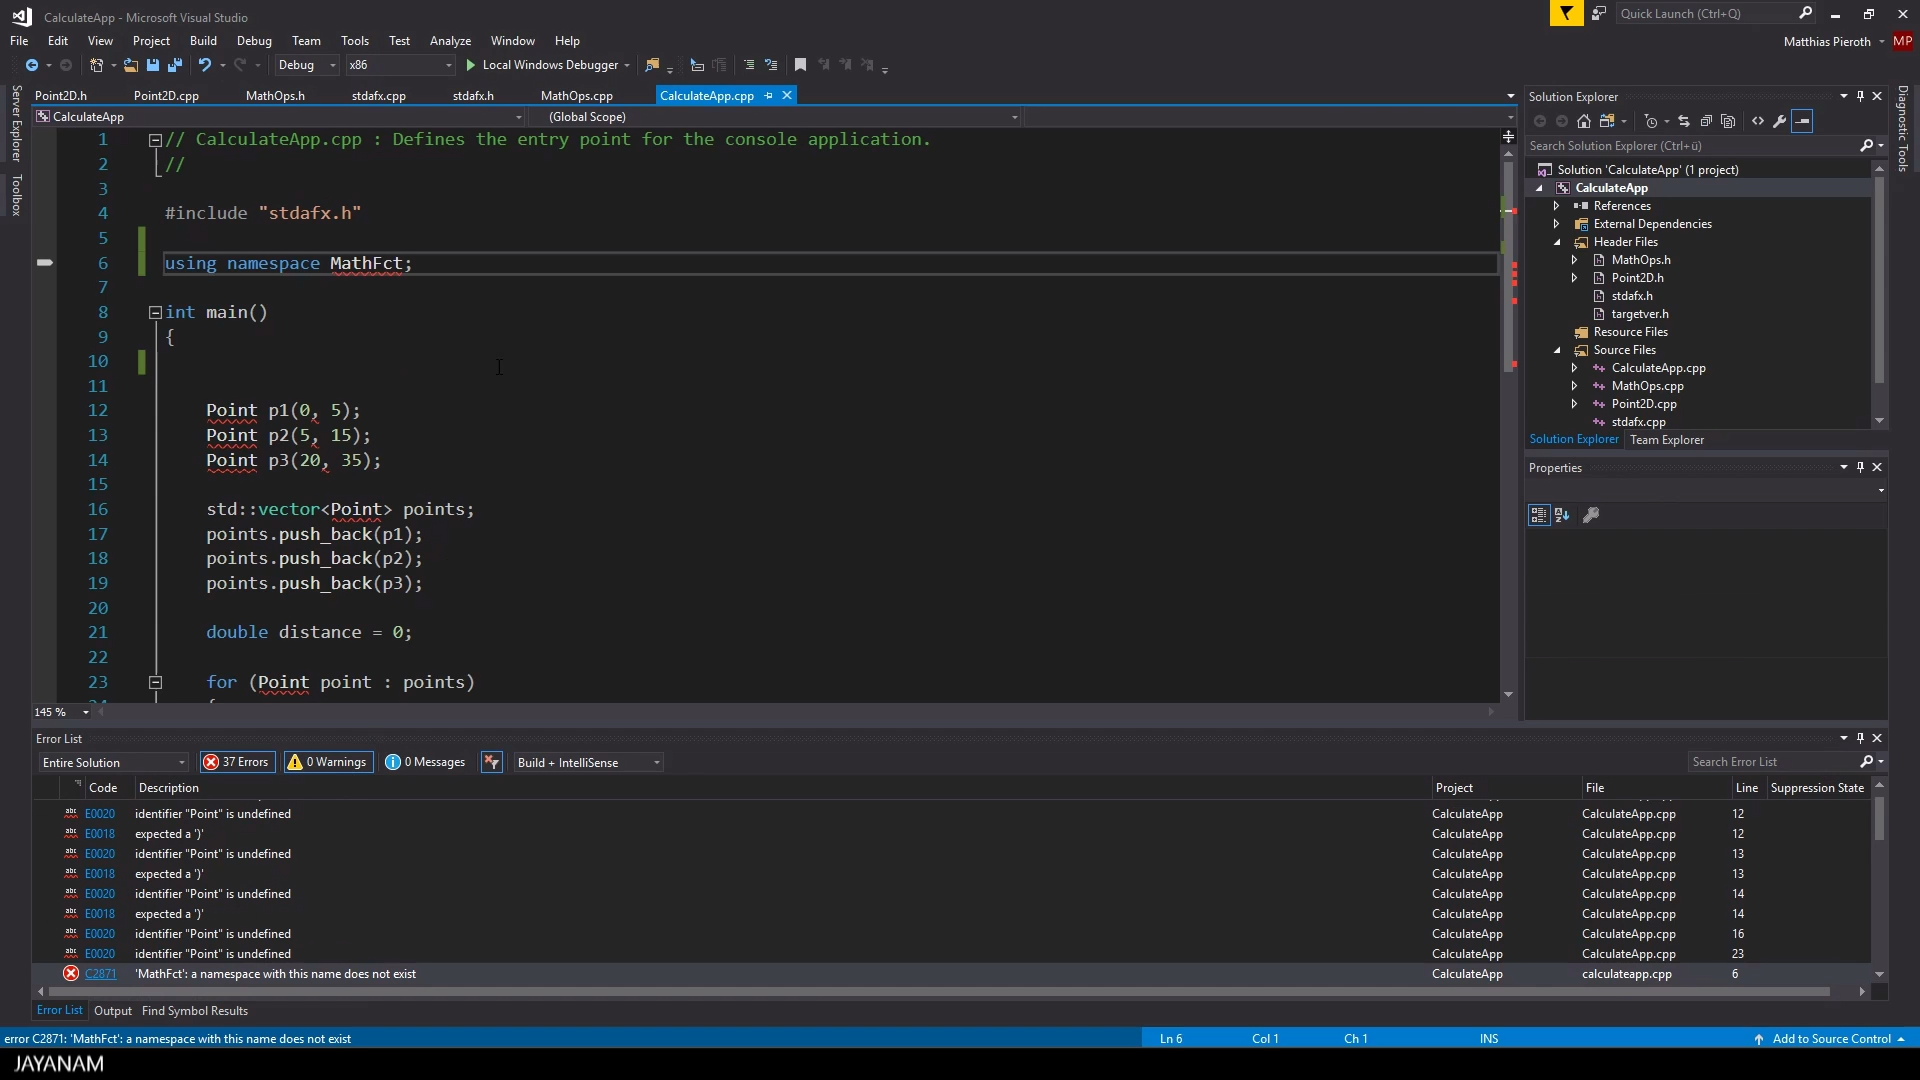 CalculateApp - Microsoft Visual Studio
Quick Launch (Ctrl+Q)
File Edit View Project Build Debug Team Tools Test Analyze Window Help
Matthias Pieroth MP
Debug x86 Local Windows Debugger
Server Explorer
Toolbox
Point2D.h Point2D.cpp MathOps.h stdafx.cpp stdafx.h MathOps.cpp CalculateApp.cpp
CalculateApp (Global Scope)
1 // CalculateApp.cpp : Defines the entry point for the console application.
2 //
3
4 #include "stdafx.h"
5
6 using namespace MathFct;
7
8 int main()
9 {
10
11
12 Point p1(0, 5);
13 Point p2(5, 15);
14 Point p3(20, 35);
15
16 std::vector<Point> points;
17 points.push_back(p1);
18 points.push_back(p2);
19 points.push_back(p3);
20
21 double distance = 0;
22
23 for (Point point : points)
24 {
145 %
Solution Explorer
Search Solution Explorer (Ctrl+ü)
Solution 'CalculateApp' (1 project)
CalculateApp
References
External Dependencies
Header Files
MathOps.h
Point2D.h
stdafx.h
targetver.h
Resource Files
Source Files
CalculateApp.cpp
MathOps.cpp
Point2D.cpp
stdafx.cpp
Solution Explorer Team Explorer
Properties
Diagnostic Tools
Error List
Entire Solution 37 Errors 0 Warnings 0 Messages Build + IntelliSense Search Error List
Code Description Project File Line Suppression State
abc E0020 identifier "Point" is undefined CalculateApp CalculateApp.cpp 12
abc E0018 expected a ')' CalculateApp CalculateApp.cpp 12
abc E0020 identifier "Point" is undefined CalculateApp CalculateApp.cpp 13
abc E0018 expected a ')' CalculateApp CalculateApp.cpp 13
abc E0020 identifier "Point" is undefined CalculateApp CalculateApp.cpp 14
abc E0018 expected a ')' CalculateApp CalculateApp.cpp 14
abc E0020 identifier "Point" is undefined CalculateApp CalculateApp.cpp 16
abc E0020 identifier "Point" is undefined CalculateApp CalculateApp.cpp 23
C2871 'MathFct': a namespace with this name does not exist CalculateApp calculateapp.cpp 6
Error List Output Find Symbol Results
error C2871: 'MathFct': a namespace with this name does not exist Ln 6 Col 1 Ch 1 INS Add to Source Control
JAYANAM